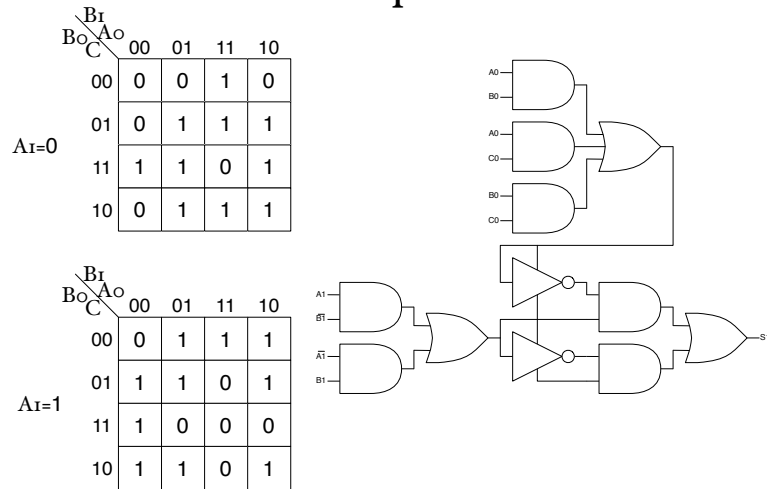 B1
B0 A0
C 00 01 11 10
00 0 0 1 0
01 0 1 1 1
A1=0
11 1 1 0 1
10 0 1 1 1
B1
B0 A0
C 00 01 11 10
00 0 1 1 1
01 1 1 0 1
A1=1
11 1 0 0 0
10 1 1 0 1
A0
B0
A0
C0
B0
C0
A1
B̅1̅
A̅1̅
B1